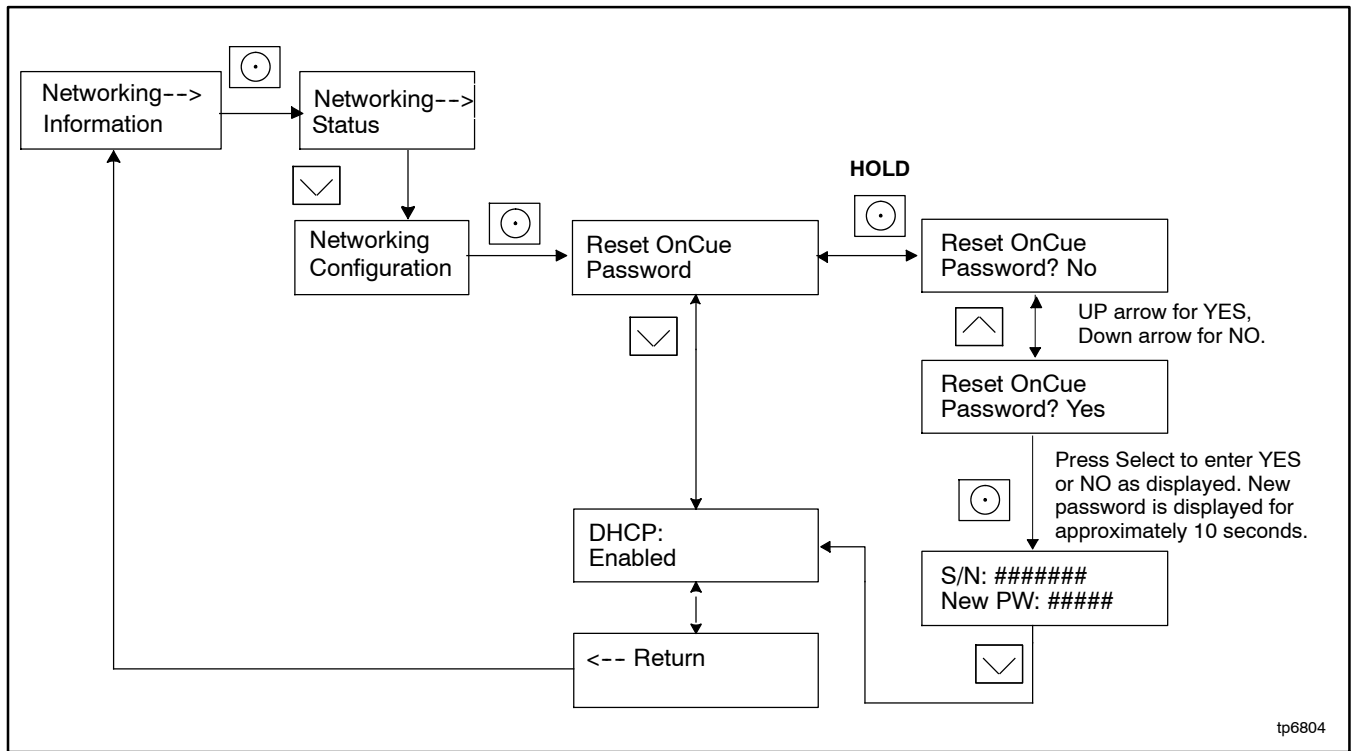 Networking-->
Information
Networking-->
Status
HOLD
Networking
Configuration
Reset OnCue
Password
Reset OnCue
Password? No
UP arrow for YES,
Down arrow for NO.
Reset OnCue
Password? Yes
Press Select to enter YES
or NO as displayed. New
password is displayed for
approximately 10 seconds.
DHCP:
Enabled
S/N: #######
New PW: #####
<-- Return
tp6804